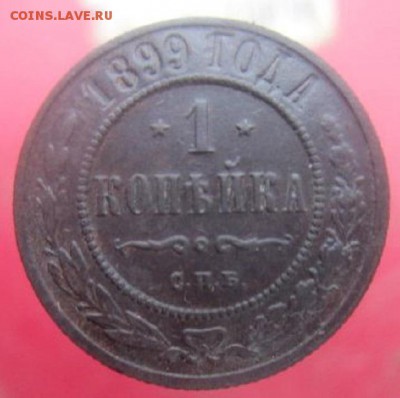 COINS.LAVE.RU
1899 ГОДА
1
КОПѢЙКА
С.П.Б.